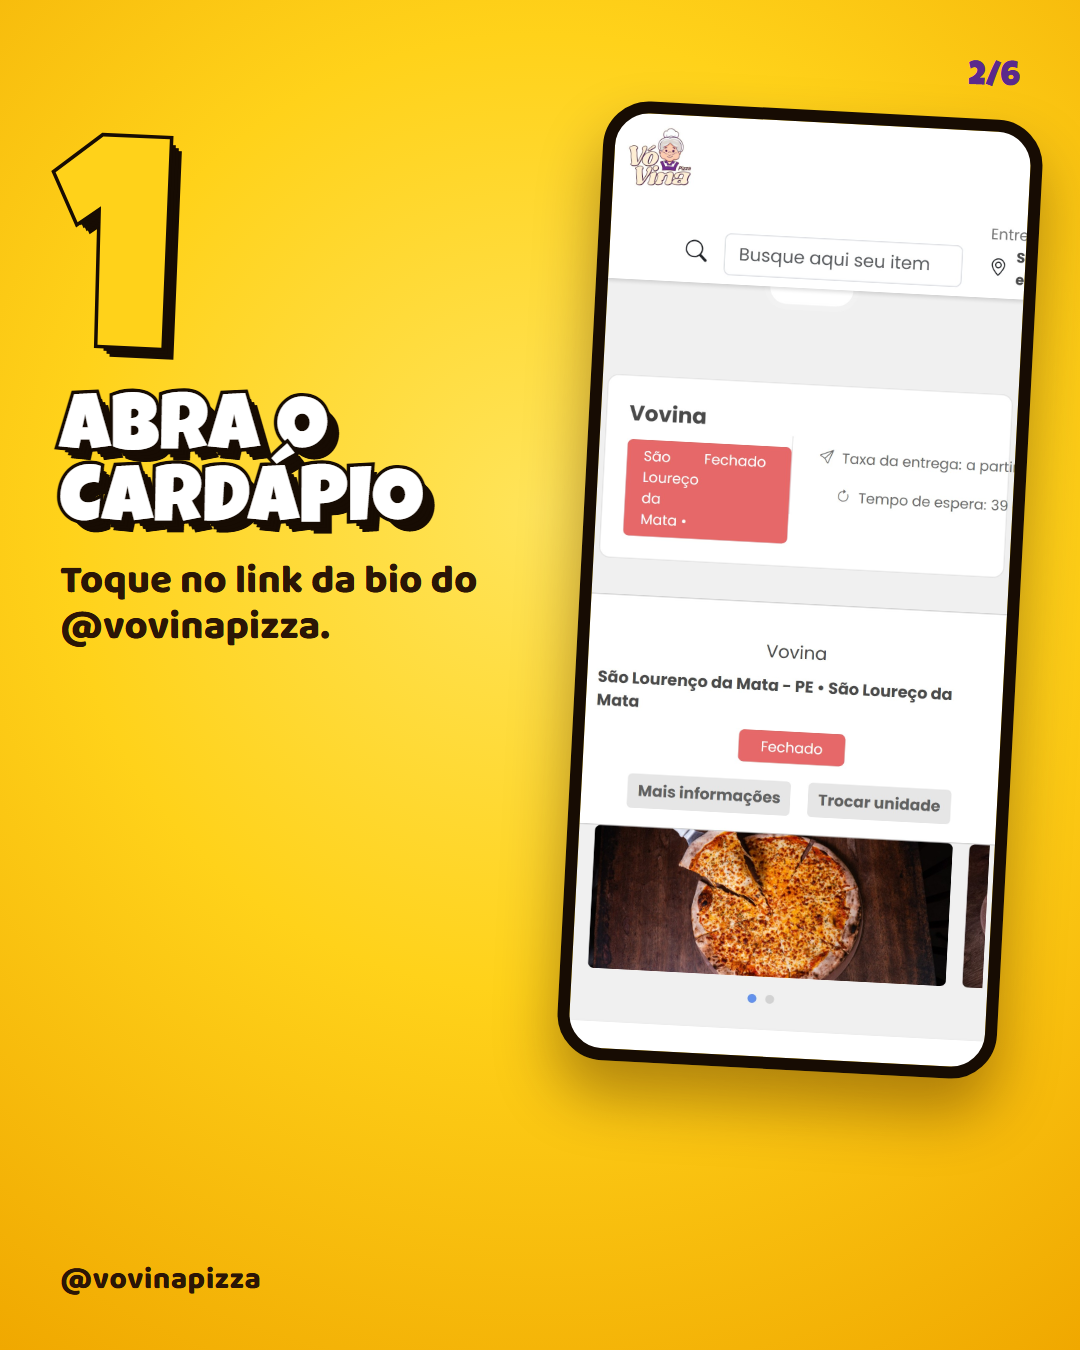 2/6
1
ABRA O
CARDÁPIO
Toque no link da bio do
@vovinapizza.
Vó
Vina
Pizza
Entre
Busque aqui seu item
S
e
Vovina
São Fechado
Loureço
da
Mata •
Taxa da entrega: a parti
Tempo de espera: 39
Vovina
São Lourenço da Mata - PE • São Loureço da
Mata
Fechado
Mais informações Trocar unidade
@vovinapizza